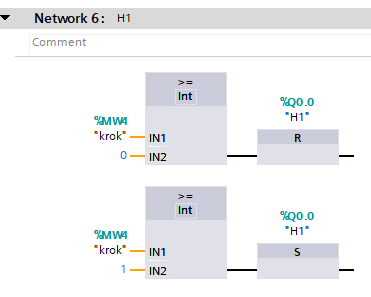 Network 6: H1
Comment
>=
Int
%MW4
"krok"
IN1
0
IN2
%Q0.0
"H1"
R
>=
Int
%MW4
"krok"
IN1
1
IN2
%Q0.0
"H1"
S